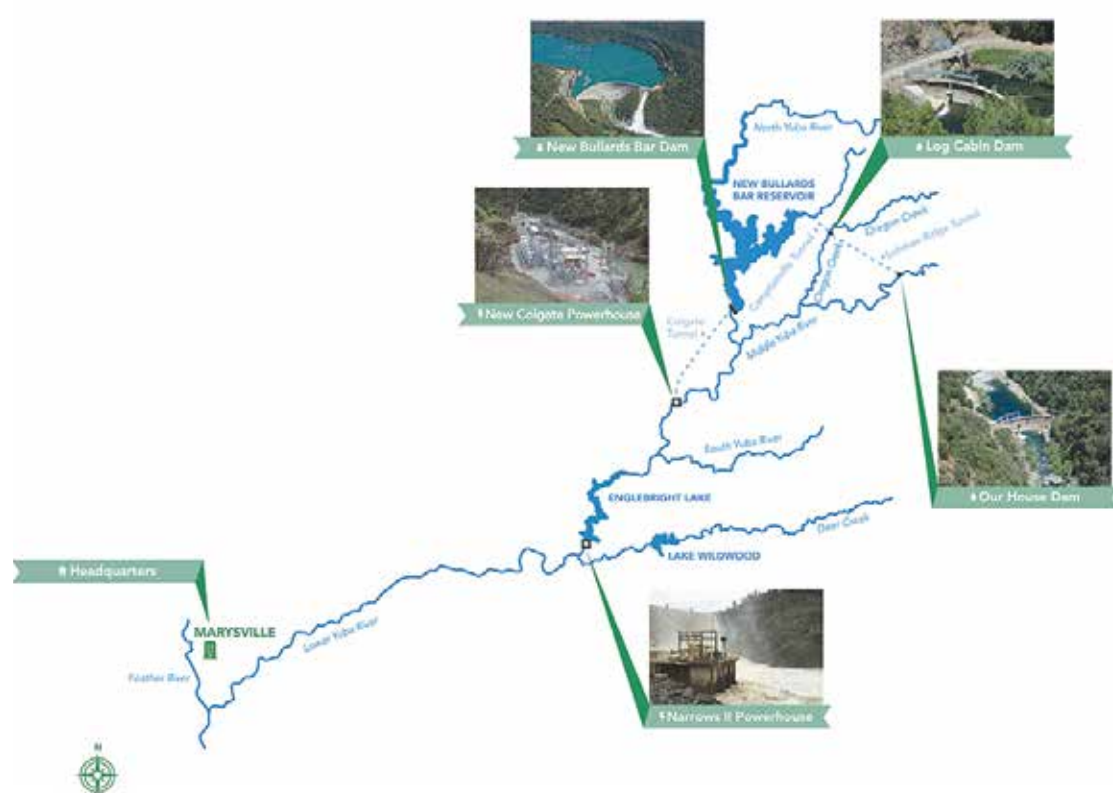 New Bullards Bar Dam
Log Cabin Dam
North Yuba River
NEW BULLARDS
BAR RESERVOIR
Oregon Creek
Lohman Ridge Tunnel
Camptonville Tunnel
Oregon Creek
New Colgate Powerhouse
Colgate
Tunnel
Middle Yuba River
South Yuba River
Our House Dam
ENGLEBRIGHT LAKE
Deer Creek
LAKE WILDWOOD
Headquarters
MARYSVILLE
Lower Yuba River
Feather River
Narrows II Powerhouse
N